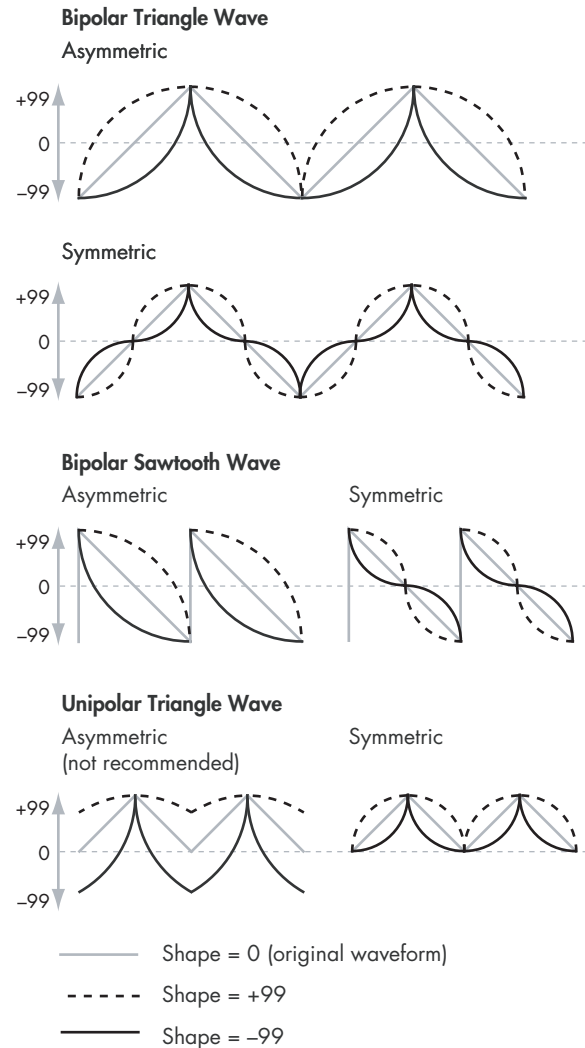 Bipolar Triangle Wave
Asymmetric
+99
0
–99
Symmetric
+99
0
–99
Bipolar Sawtooth Wave
Asymmetric
Symmetric
+99
0
–99
Unipolar Triangle Wave
Asymmetric
(not recommended)
Symmetric
+99
0
–99
Shape = 0 (original waveform)
Shape = +99
Shape = –99